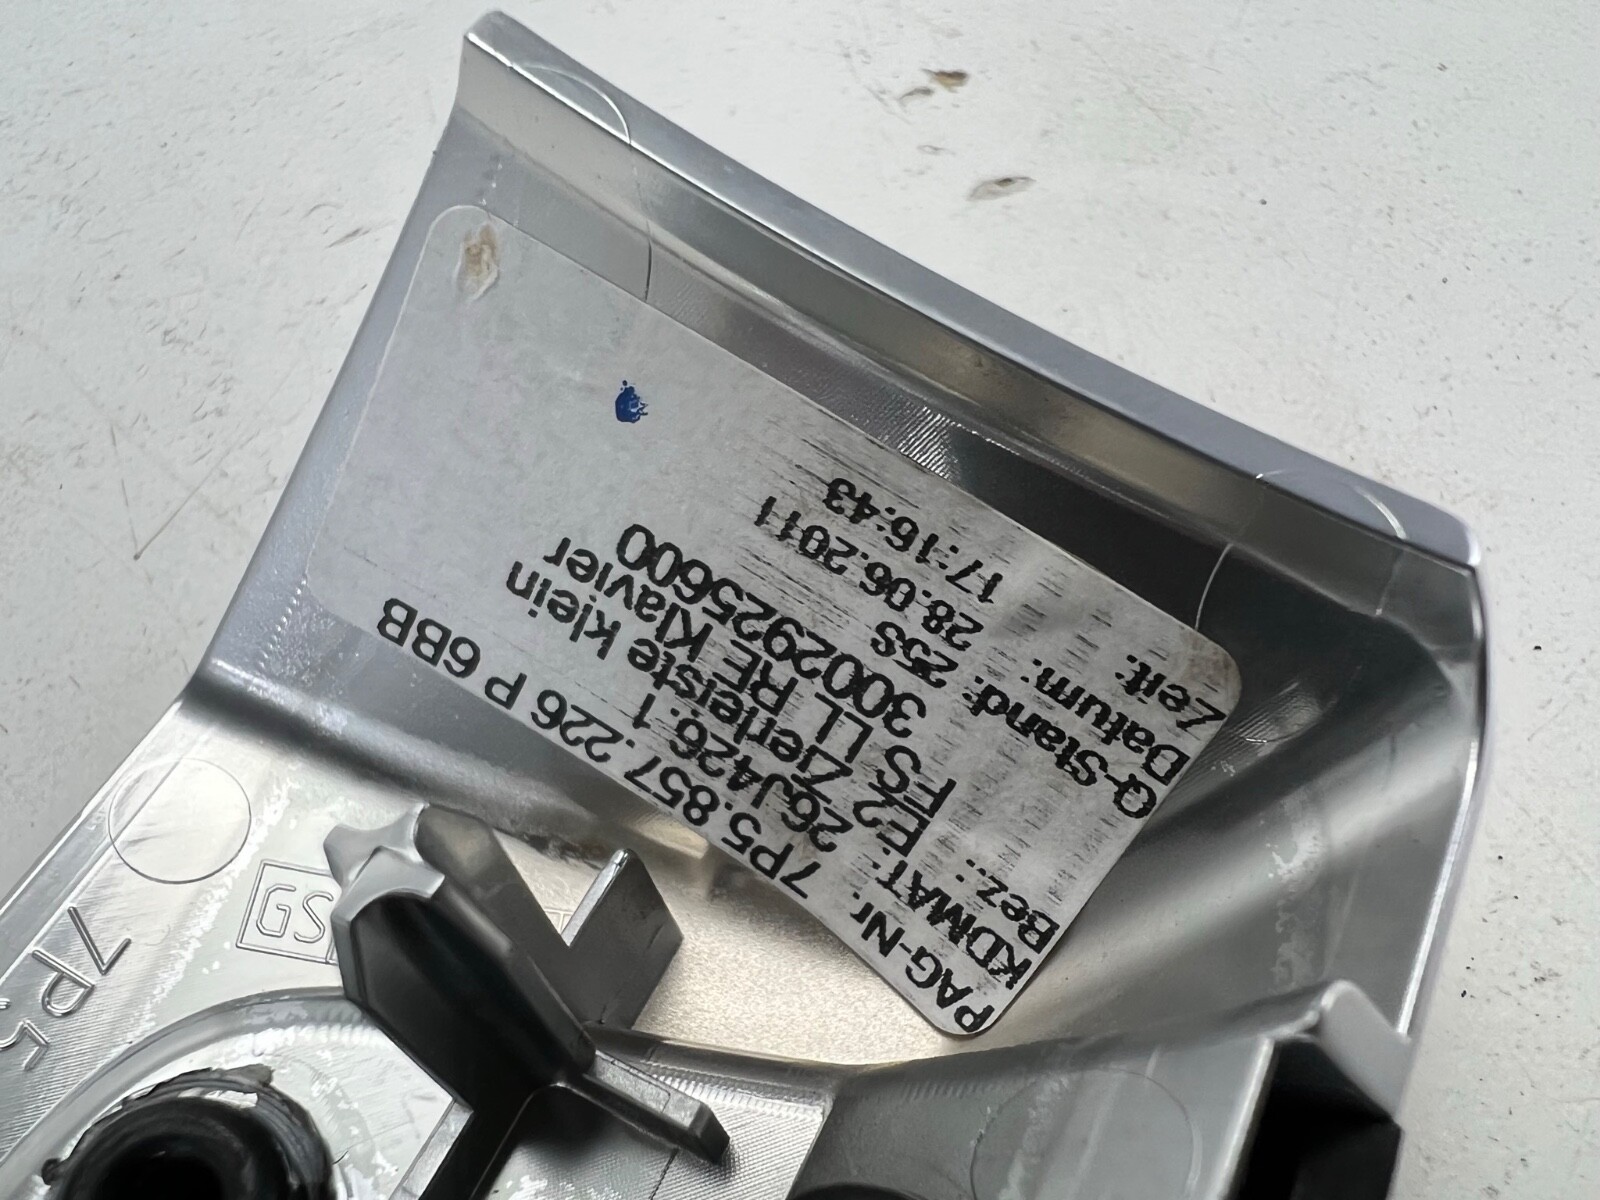 PAG-Nr. 7P5.857.226 P 6BB
KDMAT: 26J426.1
Bez.: E2 Zierleiste klein
FS LL RE Klavier
30002925600
Q-Stand: 25S
Datum: 28.06.2011
Zeit: 17:16:43
GS
7P5